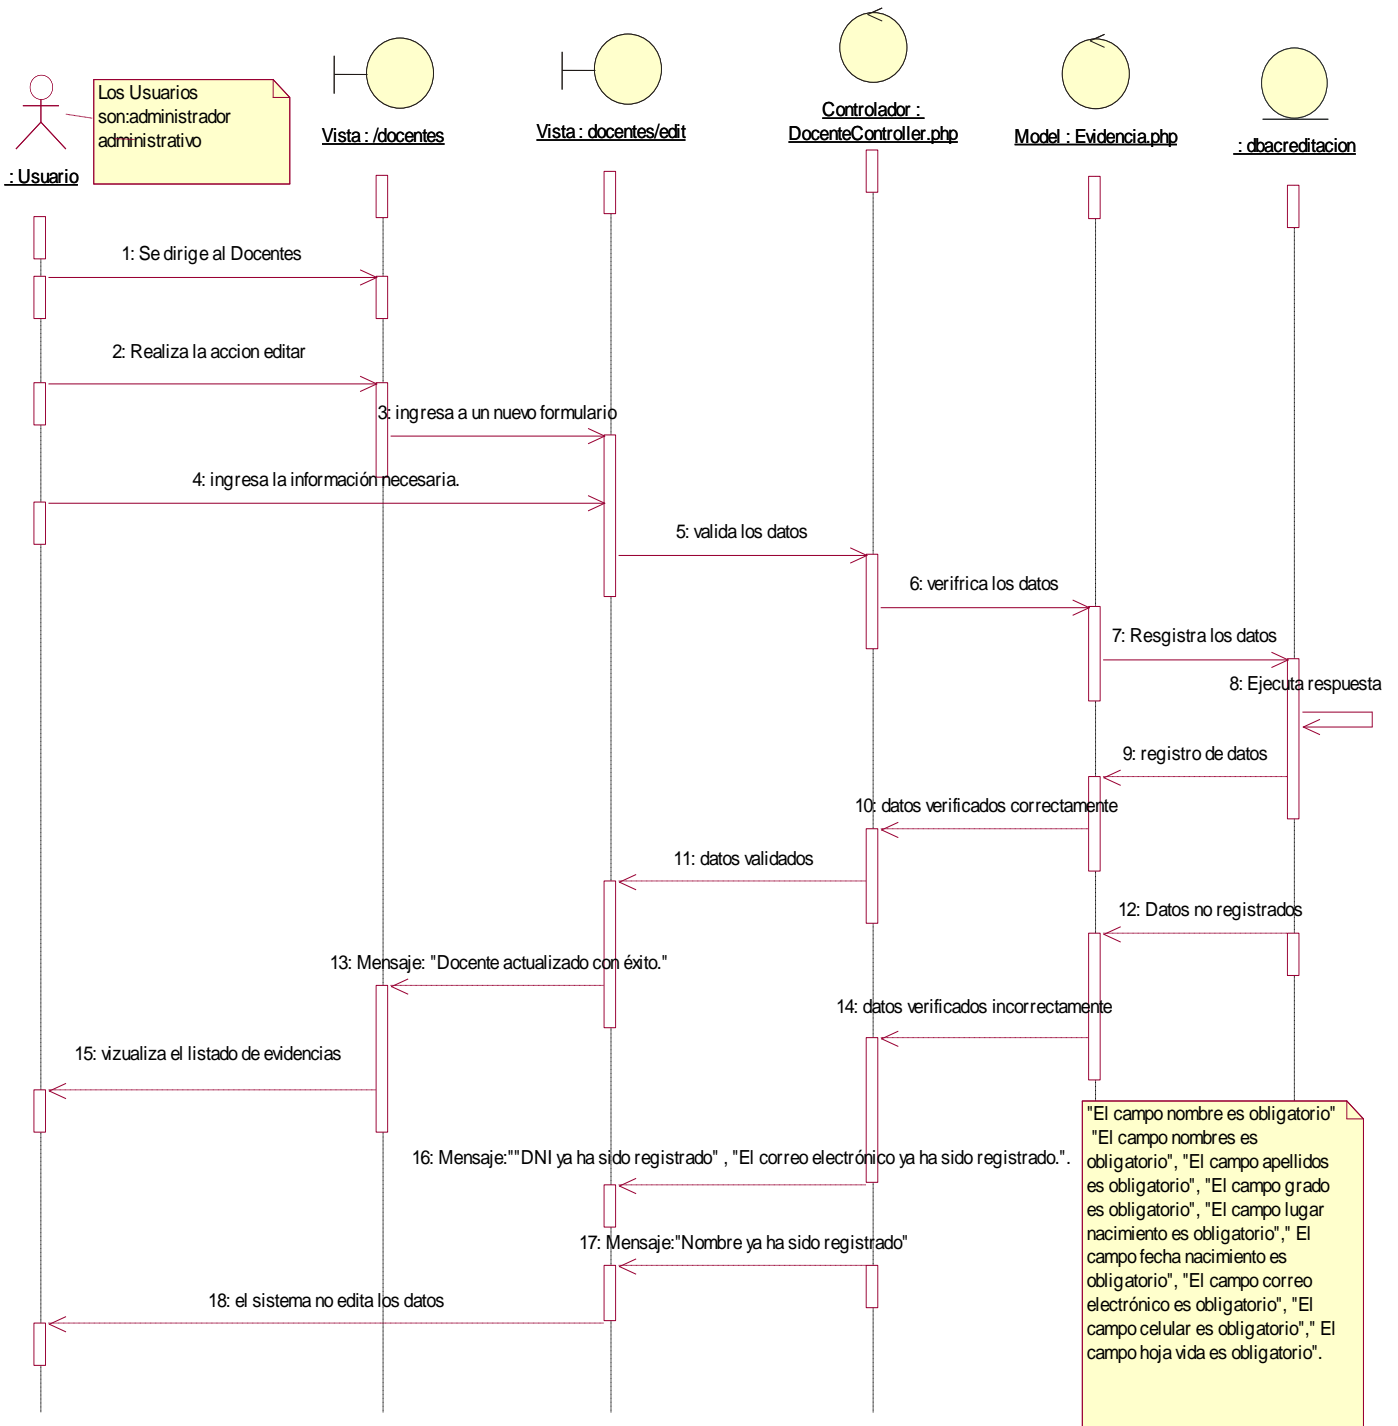 Los Usuarios
son:administrador
administrativo
: Usuario
Vista : /docentes
Vista : docentes/edit
Controlador :
DocenteController.php
Model : Evidencia.php
: dbacreditacion
1: Se dirige al Docentes
2: Realiza la accion editar
3: ingresa a un nuevo formulario
4: ingresa la información necesaria.
5: valida los datos
6: verifrica los datos
7: Resgistra los datos
8: Ejecuta respuesta
9: registro de datos
10: datos verificados correctamente
11: datos validados
12: Datos no registrados
13: Mensaje: "Docente actualizado con éxito."
14: datos verificados incorrectamente
15: vizualiza el listado de evidencias
16: Mensaje:""DNI ya ha sido registrado" , "El correo electrónico ya ha sido registrado.".
17: Mensaje:"Nombre ya ha sido registrado"
18: el sistema no edita los datos
"El campo nombre es obligatorio"
"El campo nombres es
obligatorio", "El campo apellidos
es obligatorio", "El campo grado
es obligatorio", "El campo lugar
nacimiento es obligatorio"," El
campo fecha nacimiento es
obligatorio", "El campo correo
electrónico es obligatorio", "El
campo celular es obligatorio"," El
campo hoja vida es obligatorio".